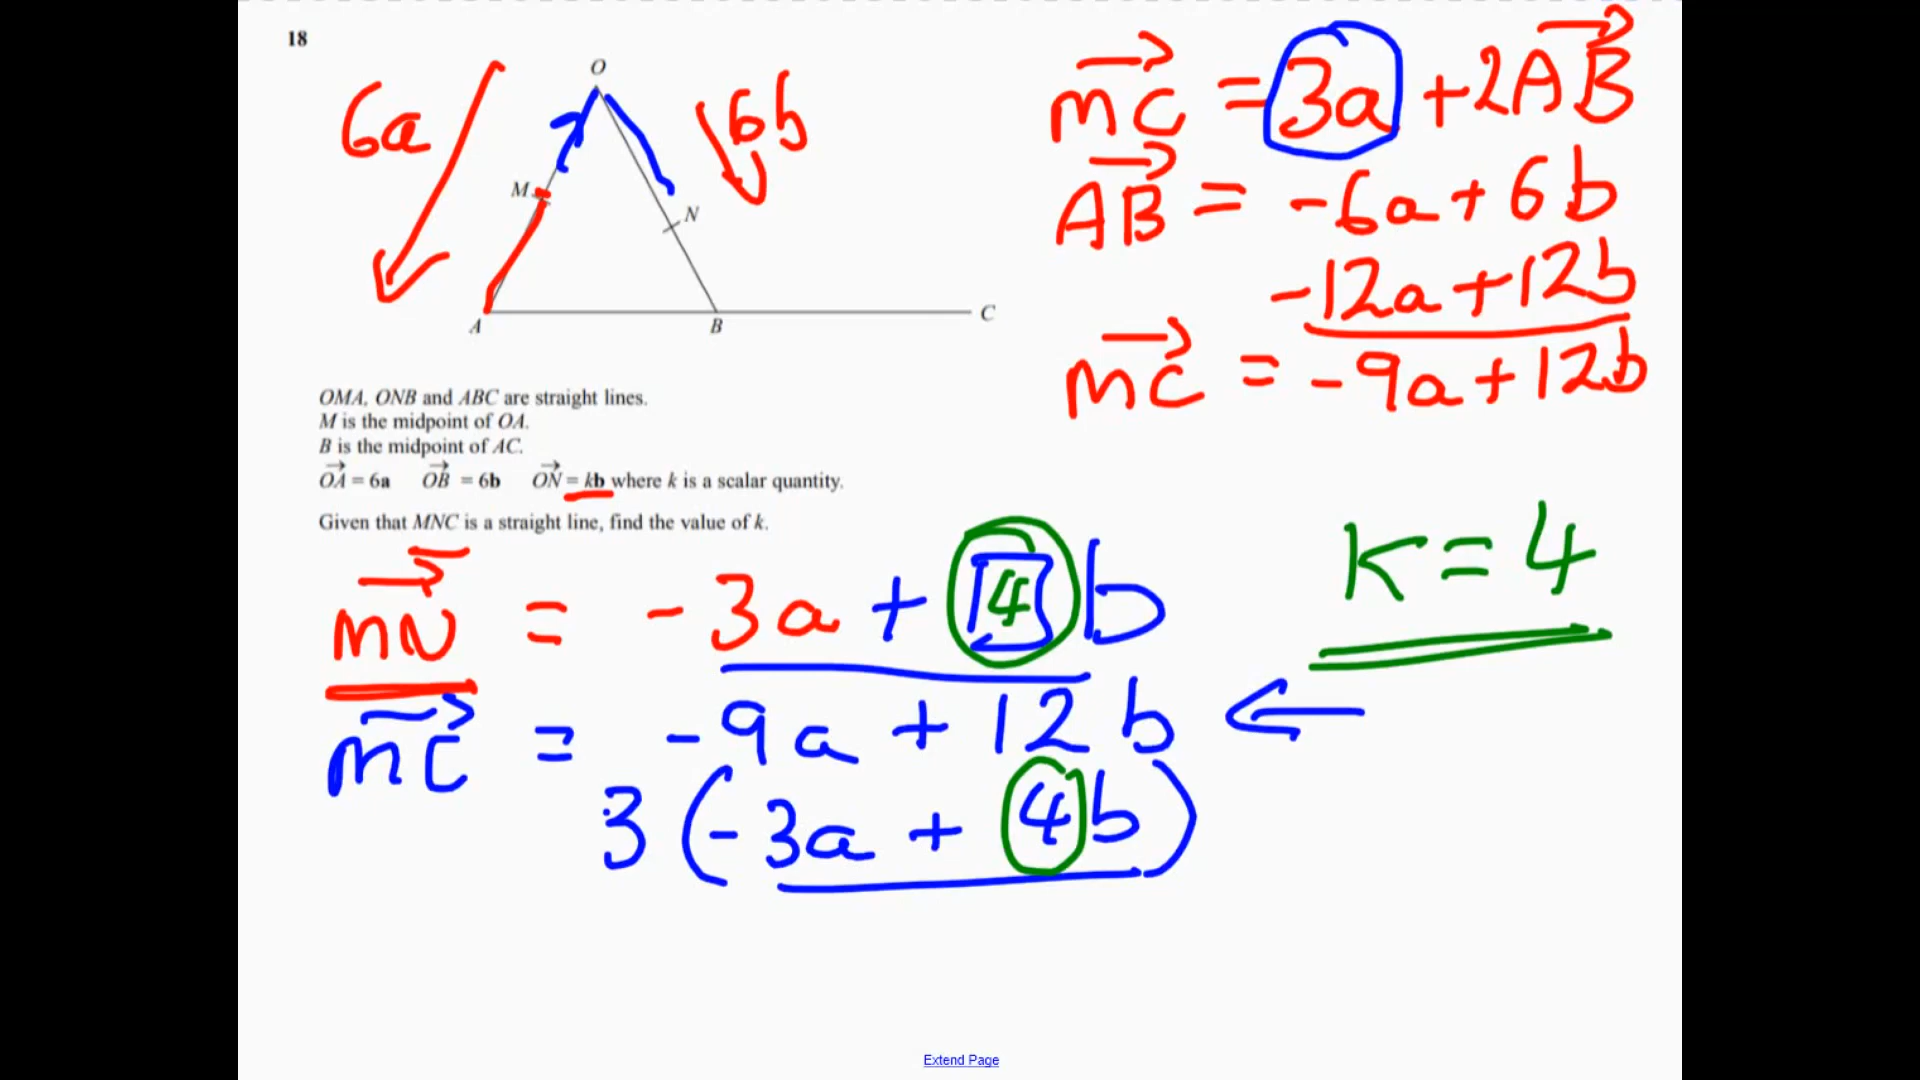 18
O
6a
6b
M
N
A
B
C
MC = 3a + 2AB
AB = -6a + 6b
-12a + 12b
MC = -9a + 12b
OMA, ONB and ABC are straight lines.
M is the midpoint of OA.
B is the midpoint of AC.
OA = 6a OB = 6b ON = kb where k is a scalar quantity.
Given that MNC is a straight line, find the value of k.
MN = -3a + 4b
K = 4
MC = -9a + 12b
3(-3a + 4b)
Extend Page